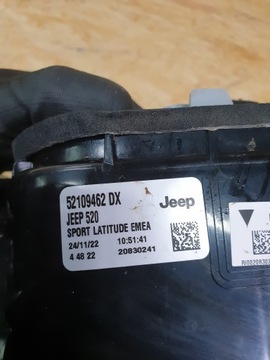 52109462 DX
Jeep
JEEP 520
SPORT LATITUDE EMEA
24/11/22 10:51:41
4 48 22 20830241